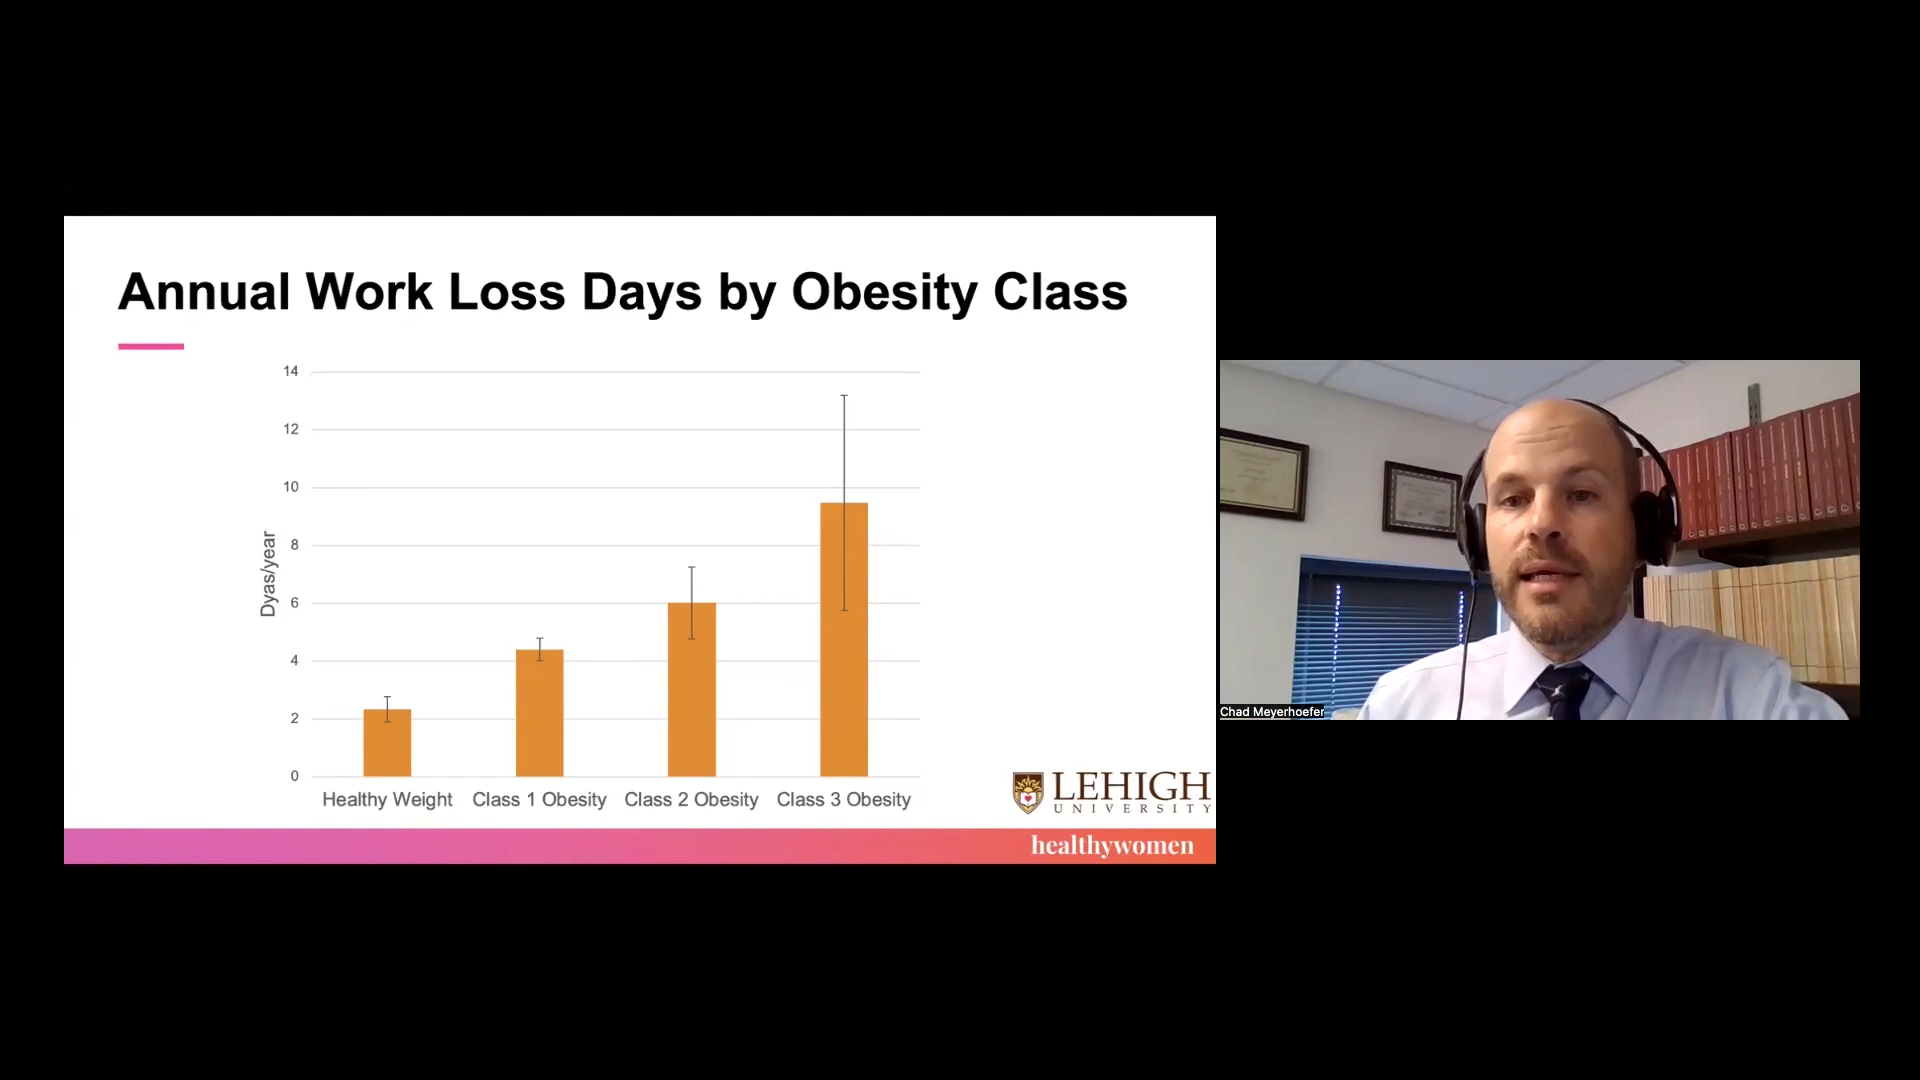 Annual Work Loss Days by Obesity Class
14
12
10
8
6
4
2
0
Dyas/year
Healthy Weight
Class 1 Obesity
Class 2 Obesity
Class 3 Obesity
LEHIGH
UNIVERSITY
healthywomen
Chad Meyerhoefer